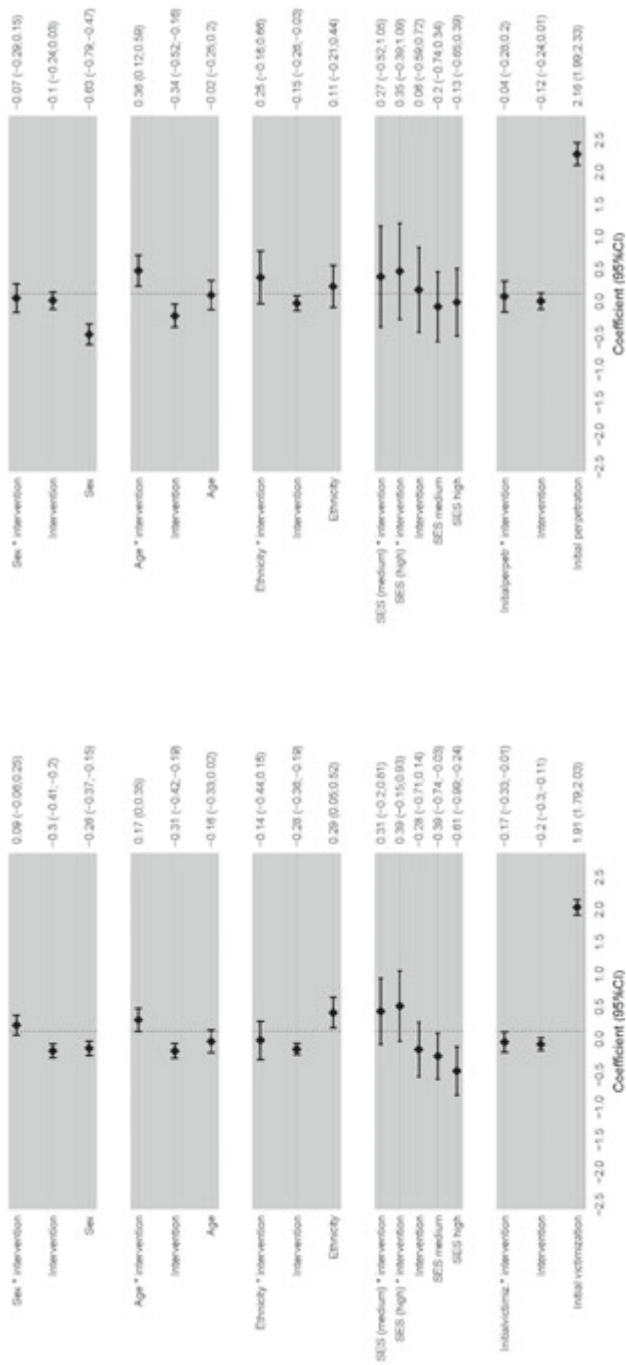 Sex * intervention 0.09 (−0.06;0.25)
Intervention −0.3 (−0.41;−0.2)
Sex −0.26 (−0.37;−0.15)
Age * intervention 0.17 (0;0.35)
Intervention −0.31 (−0.42;−0.19)
Age −0.16 (−0.33;0.02)
Ethnicity * intervention −0.14 (−0.44;0.16)
Intervention −0.28 (−0.36;−0.19)
Ethnicity 0.29 (0.05;0.52)
SES (medium) * intervention 0.31 (−0.2;0.81)
SES (high) * intervention 0.39 (−0.15;0.93)
Intervention −0.28 (−0.71;0.14)
SES medium −0.39 (−0.74;−0.03)
SES high −0.61 (−0.99;−0.24)
Initialvictimiz.* intervention −0.17 (−0.33;−0.01)
Intervention −0.2 (−0.3;−0.11)
Initial victimization 1.91 (1.79;2.03)
−2.5 −2.0 −1.5 −1.0 −0.5 0.0 0.5 1.0 1.5 2.0 2.5
Coefficient (95%CI)
Sex * intervention −0.07 (−0.29;0.15)
Intervention −0.1 (−0.24;0.03)
Sex −0.63 (−0.79;−0.47)
Age * intervention 0.36 (0.12;0.59)
Intervention −0.34 (−0.52;−0.16)
Age −0.02 (−0.25;0.2)
Ethnicity * intervention 0.25 (−0.16;0.66)
Intervention −0.15 (−0.26;−0.03)
Ethnicity 0.11 (−0.21;0.44)
SES (medium) * intervention 0.27 (−0.52;1.05)
SES (high) * intervention 0.35 (−0.39;1.09)
Intervention 0.06 (−0.59;0.72)
SES medium −0.2 (−0.74;0.34)
SES high −0.13 (−0.65;0.39)
Initialperpetr * intervention −0.04 (−0.28;0.2)
Intervention −0.12 (−0.24;0.01)
Initial perpetration 2.16 (1.99;2.33)
−2.5 −2.0 −1.5 −1.0 −0.5 0.0 0.5 1.0 1.5 2.0 2.5
Coefficient (95%CI)